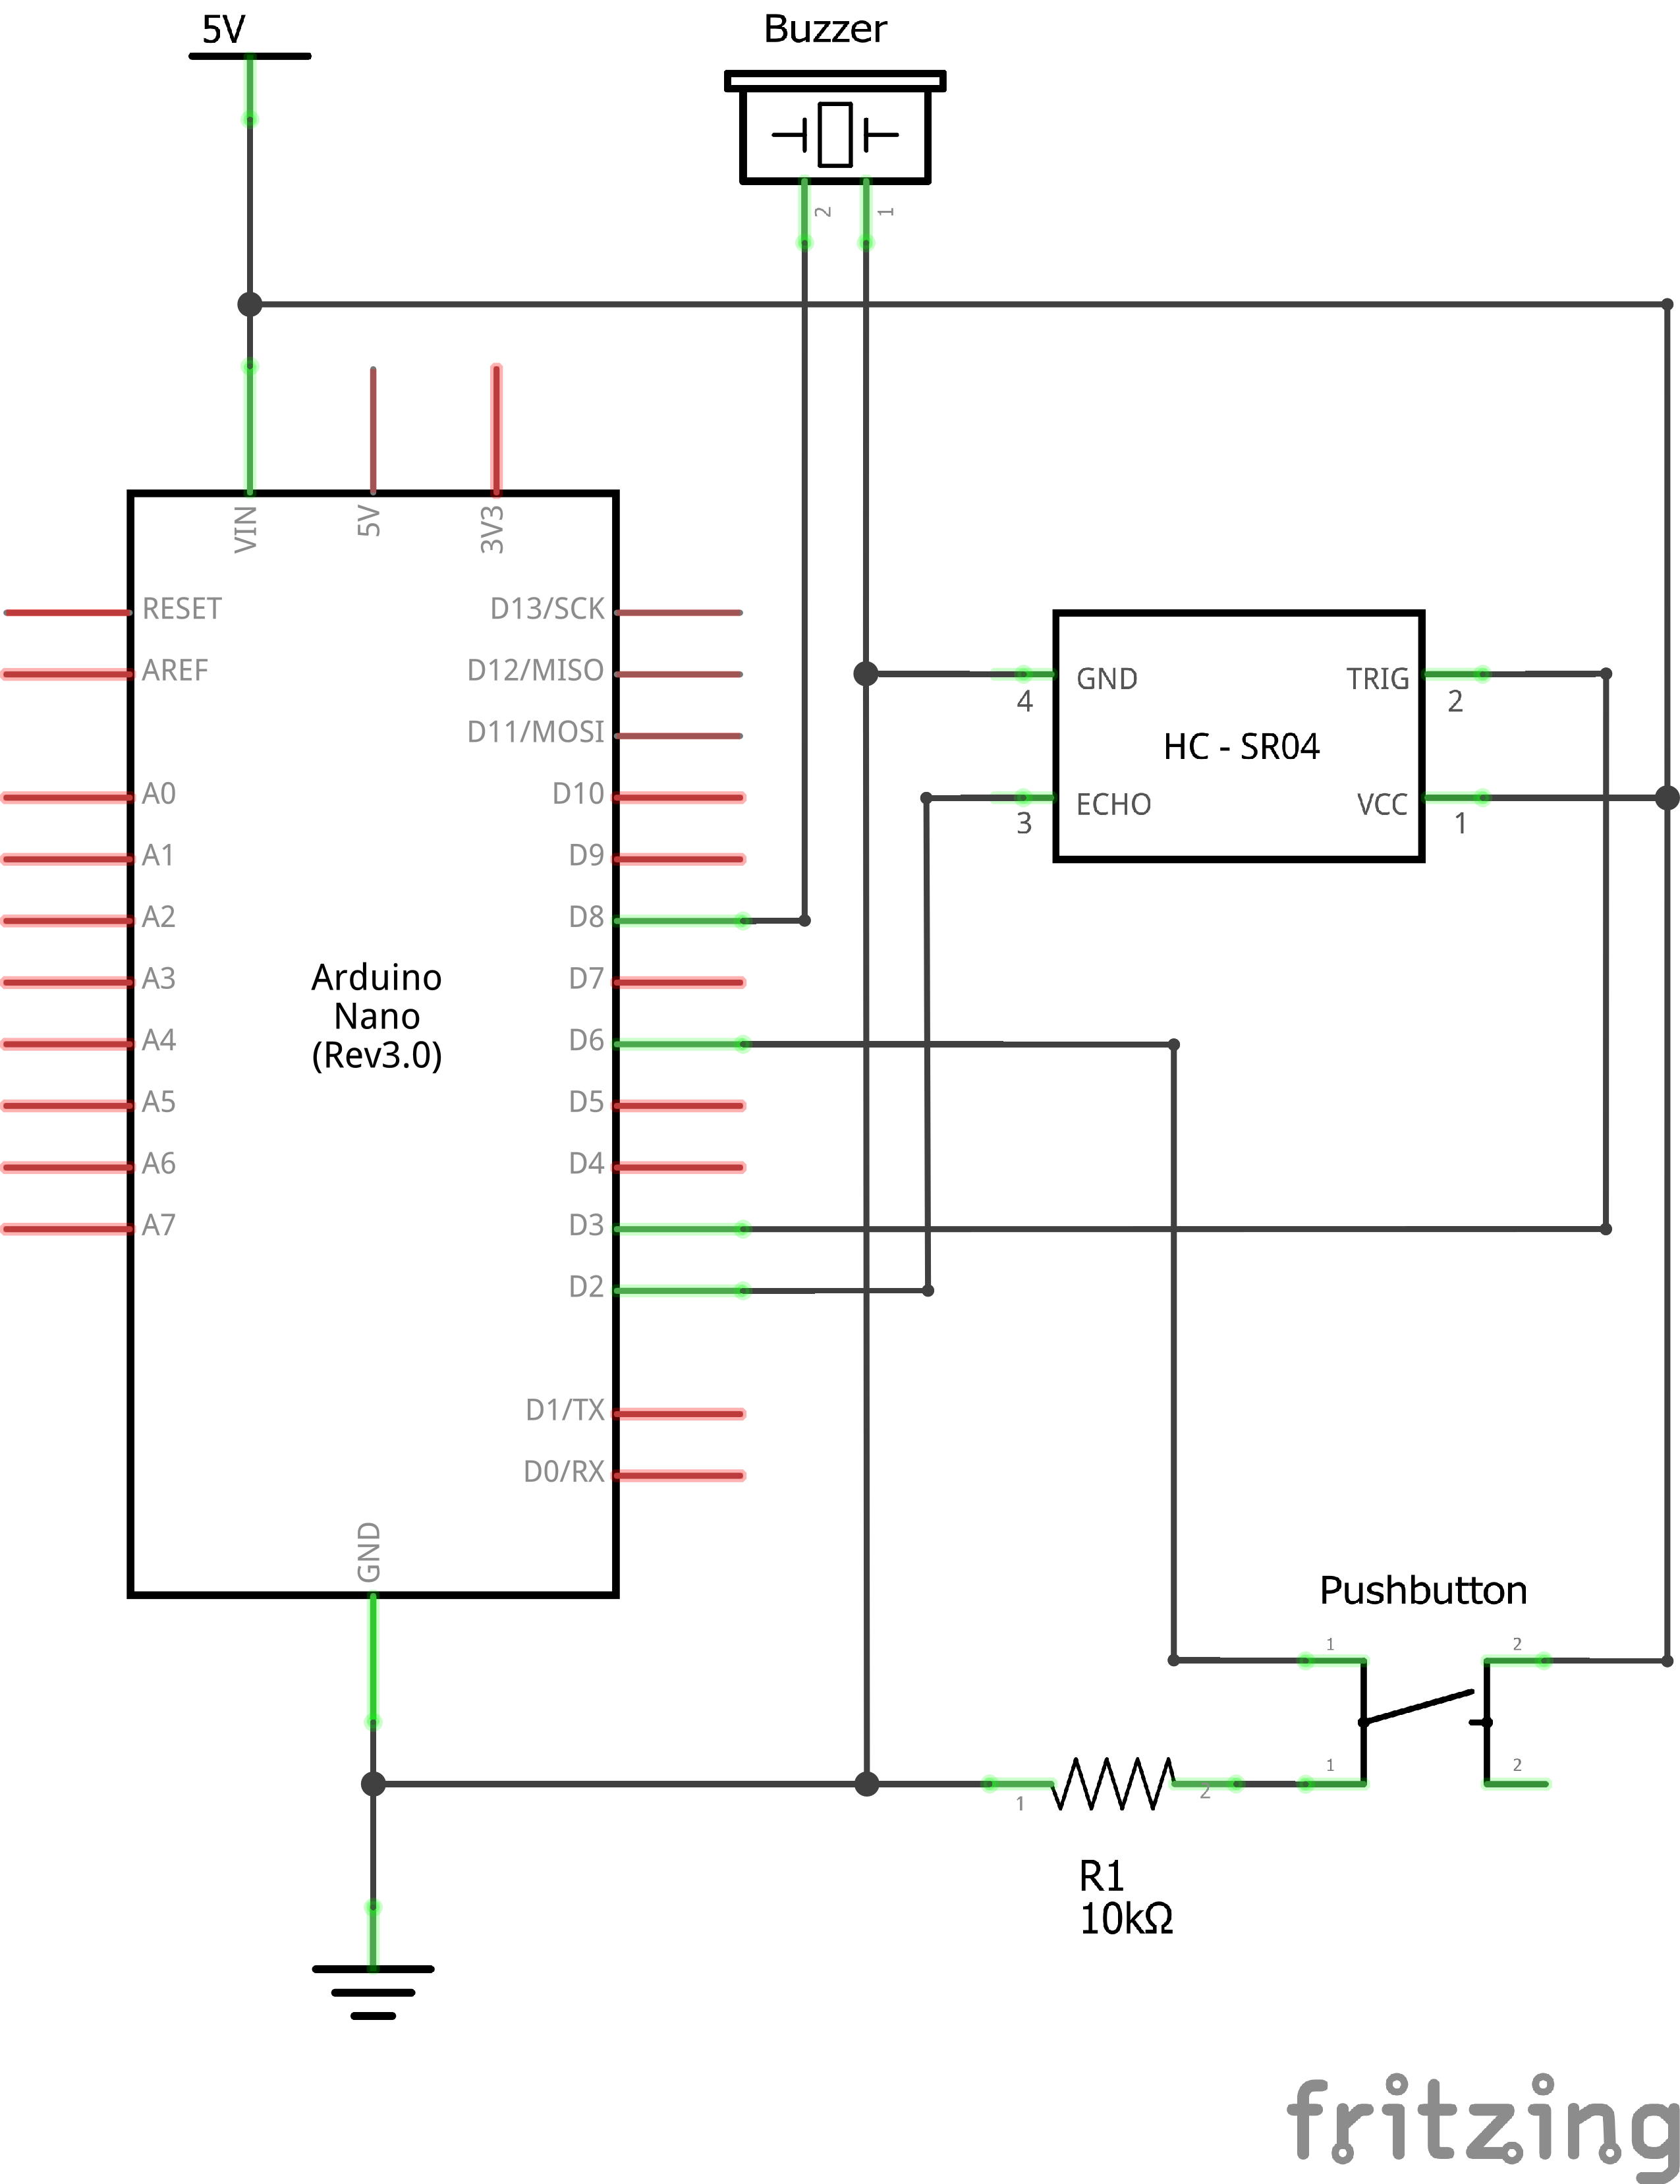 5V
Buzzer
2
1
VIN
5V
3V3
RESET
AREF
A0
A1
A2
A3
A4
A5
A6
A7
Arduino
Nano
(Rev3.0)
D13/SCK
D12/MISO
D11/MOSI
D10
D9
D8
D7
D6
D5
D4
D3
D2
D1/TX
D0/RX
GND
GND
TRIG
4
2
HC - SR04
ECHO
VCC
3
1
Pushbutton
1
2
1
2
1
2
R1
10kΩ
fritzing